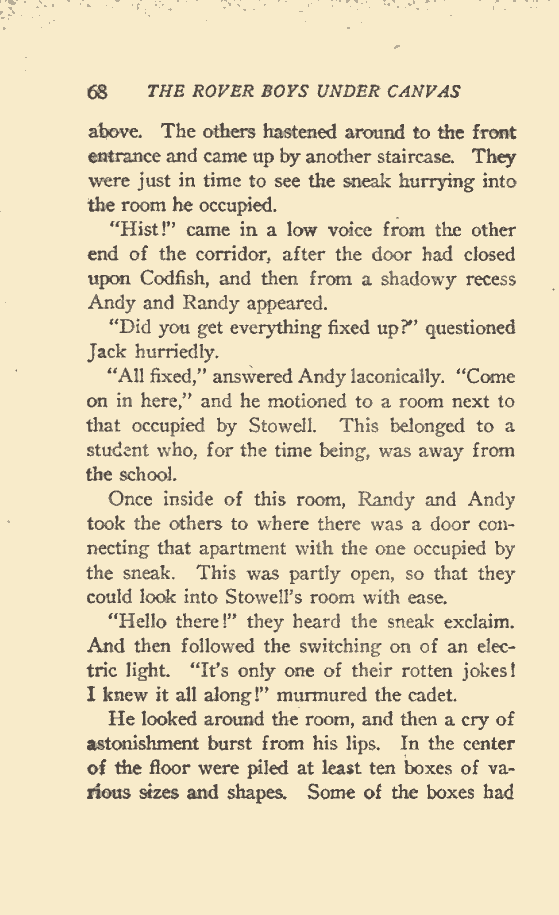 68 THE ROVER BOYS UNDER CANVAS
above. The others hastened around to the front
entrance and came up by another staircase. They
were just in time to see the sneak hurrying into
the room he occupied.
"Hist!" came in a low voice from the other
end of the corridor, after the door had closed
upon Codfish, and then from a shadowy recess
Andy and Randy appeared.
"Did you get everything fixed up?" questioned
Jack hurriedly.
"All fixed," answered Andy laconically. "Come
on in here," and he motioned to a room next to
that occupied by Stowell. This belonged to a
student who, for the time being, was away from
the school.
Once inside of this room, Randy and Andy
took the others to where there was a door con-
necting that apartment with the one occupied by
the sneak. This was partly open, so that they
could look into Stowell's room with ease.
"Hello there!" they heard the sneak exclaim.
And then followed the switching on of an elec-
tric light. "It's only one of their rotten jokes!
I knew it all along!" murmured the cadet.
He looked around the room, and then a cry of
astonishment burst from his lips. In the center
of the floor were piled at least ten boxes of va-
rious sizes and shapes. Some of the boxes had